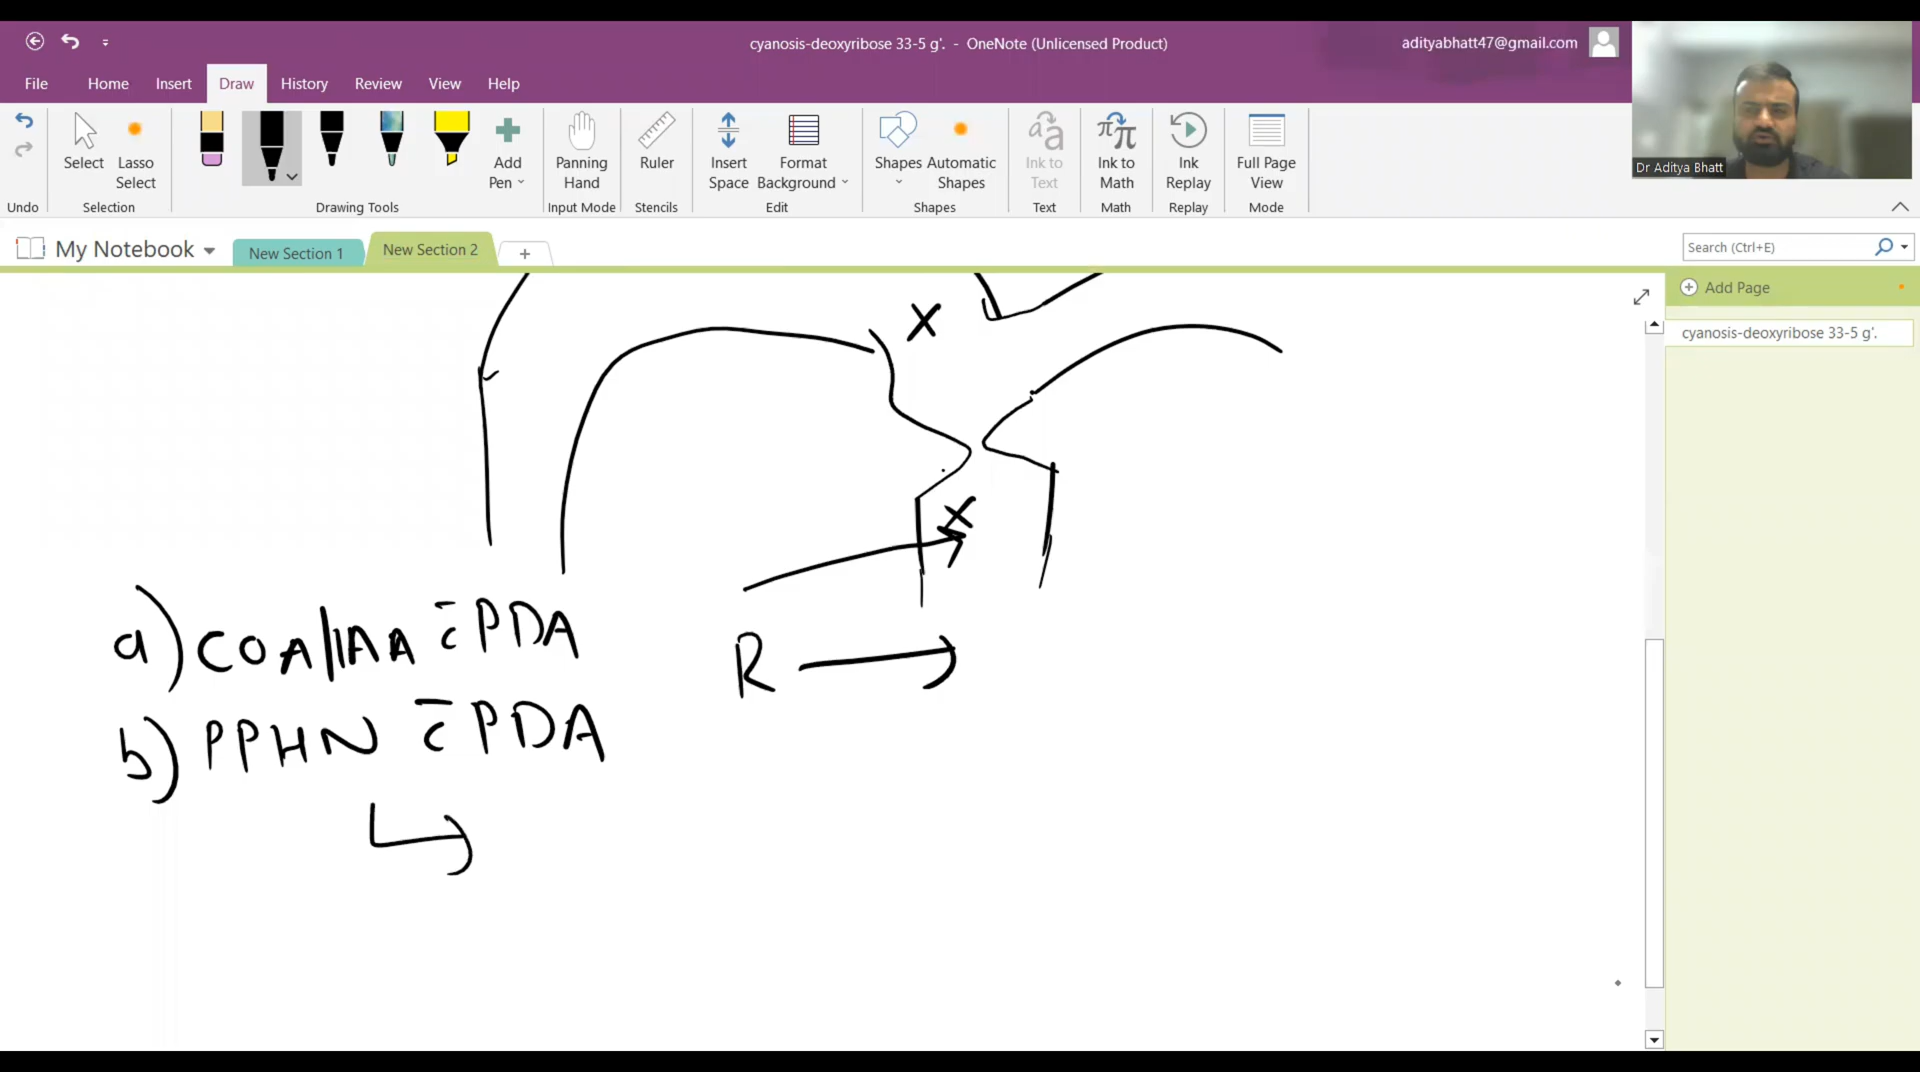 cyanosis-deoxyribose 33-5 g'. - OneNote (Unlicensed Product)
adityabhatt47@gmail.com
File Home Insert Draw History Review View Help
Dr Aditya Bhatt
Select
Lasso Select
Add Pen
Panning Hand
Ruler
Insert Space
Format Background
Shapes
Automatic Shapes
Ink to Text
Ink to Math
Ink Replay
Full Page View
Undo Selection Drawing Tools Input Mode Stencils Edit Shapes Text Math Replay Mode
My Notebook
New Section 1
New Section 2
Search (Ctrl+E)
Add Page
cyanosis-deoxyribose 33-5 g'.
X
X
a) COA/IAA c̄ PDA
R →
b) PPHN c̄ PDA